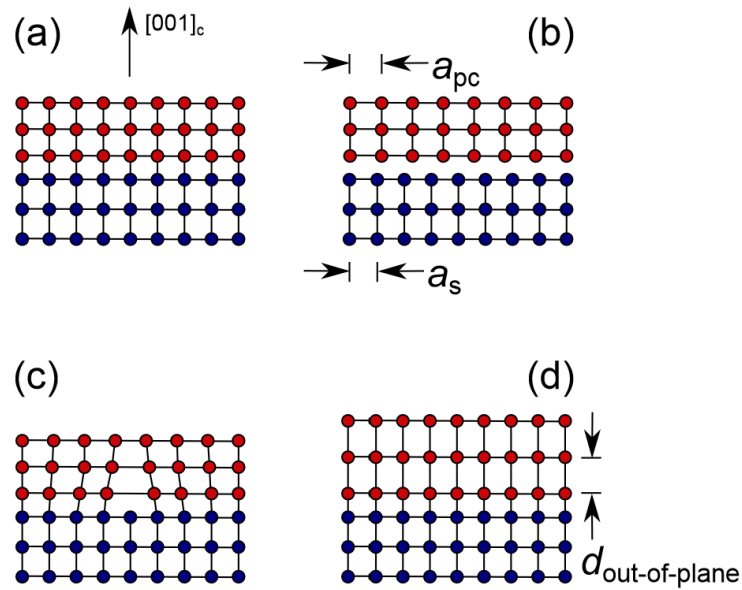 (a)
[001]c
(b)
apc
as
(c)
(d)
dout-of-plane